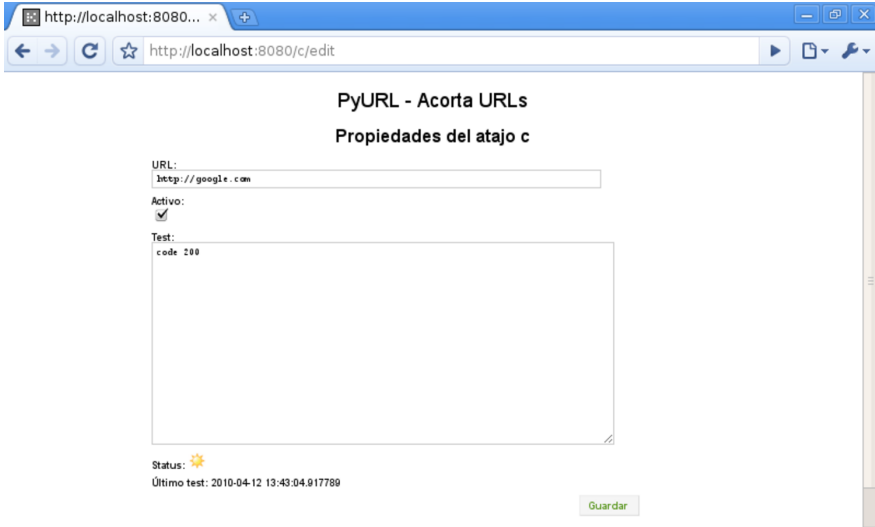 http://localhost:8080...
http://localhost:8080/c/edit
PyURL - Acorta URLs
Propiedades del atajo c
URL:
http://google.com
Activo:
Test:
code 200
Status:
Último test: 2010-04-12 13:43:04.917789
Guardar